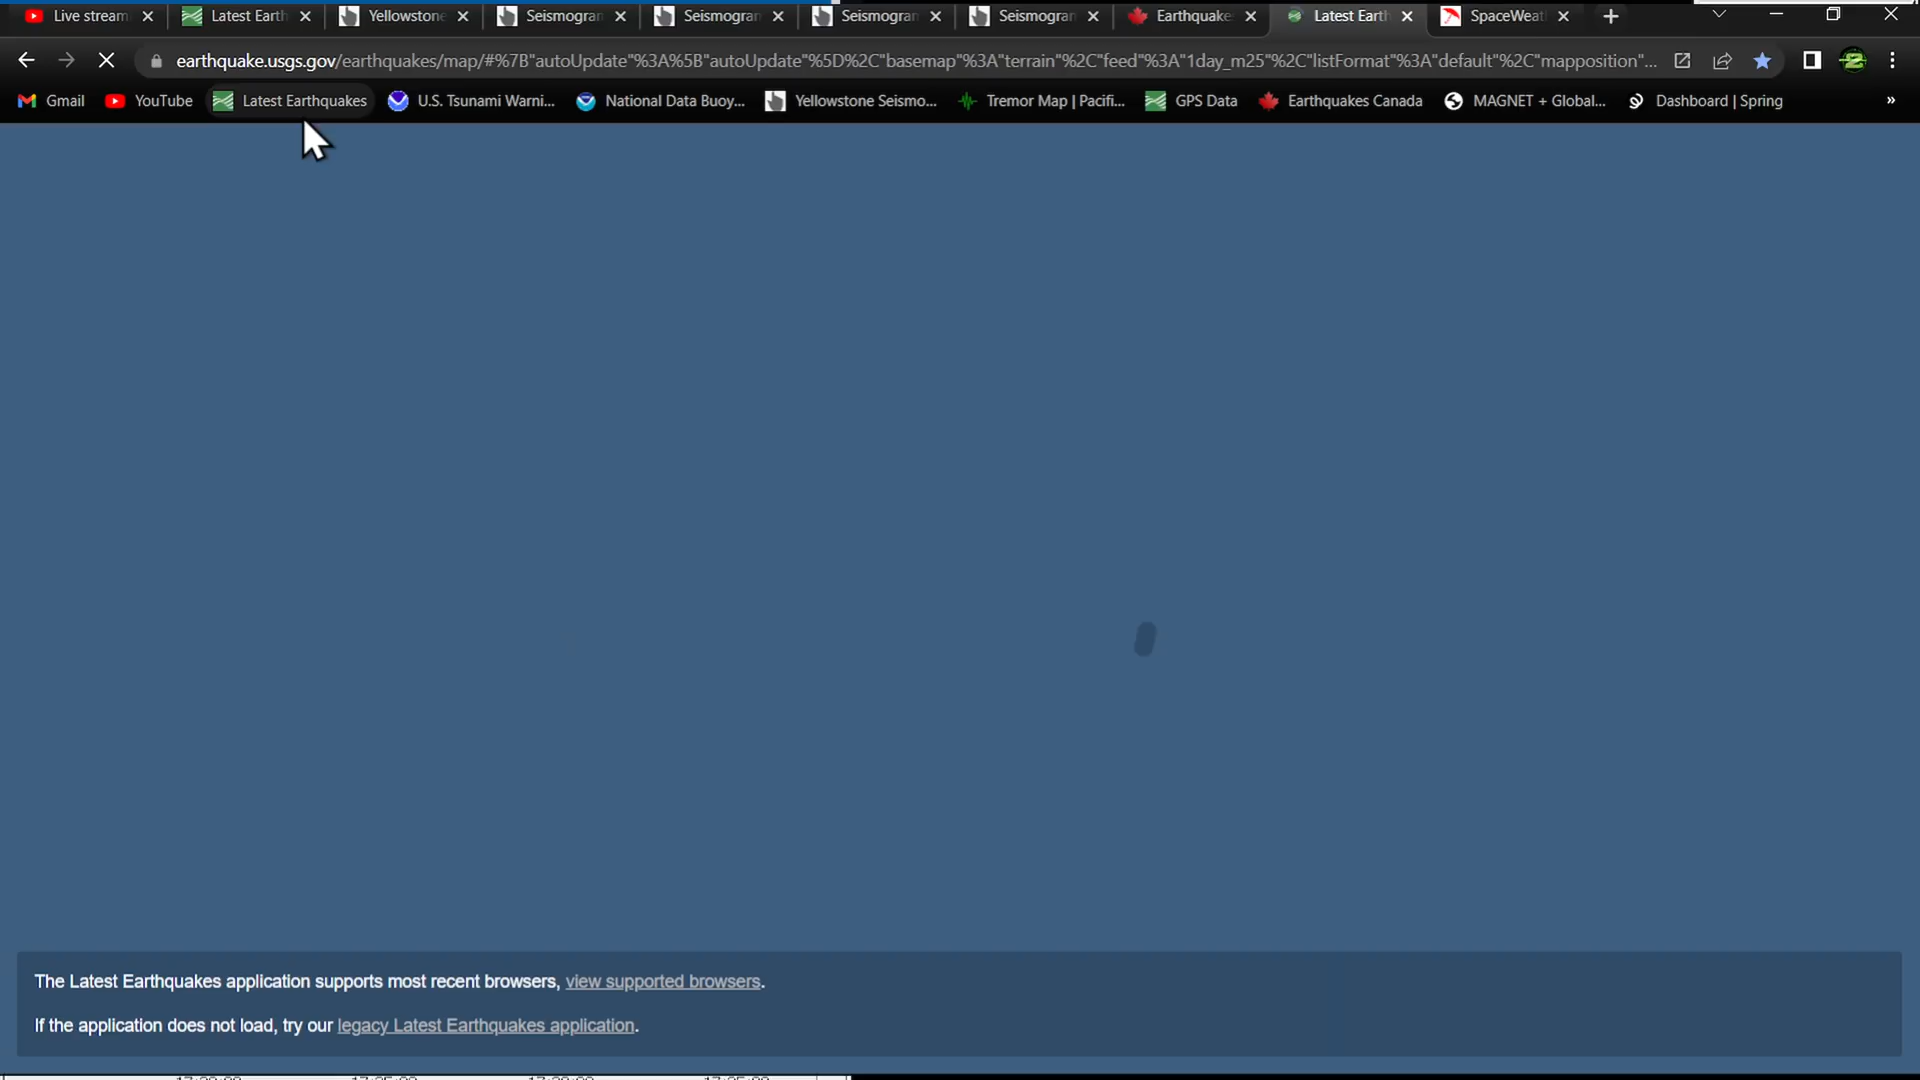 Live stream Latest Earth Yellowstone Seismogran Seismogran Seismogran Seismogran Earthquake Latest Earth SpaceWeat
earthquake.usgs.gov/earthquakes/map/#%7B"autoUpdate"%3A%5B"autoUpdate"%5D%2C"basemap"%3A"terrain"%2C"feed"%3A"1day_m25"%2C"listFormat"%3A"default"%2C"mapposition"...
Gmail YouTube Latest Earthquakes U.S. Tsunami Warni... National Data Buoy... Yellowstone Seismo... Tremor Map | Pacifi... GPS Data Earthquakes Canada MAGNET + Global... Dashboard | Spring »
The Latest Earthquakes application supports most recent browsers, view supported browsers.
If the application does not load, try our legacy Latest Earthquakes application.